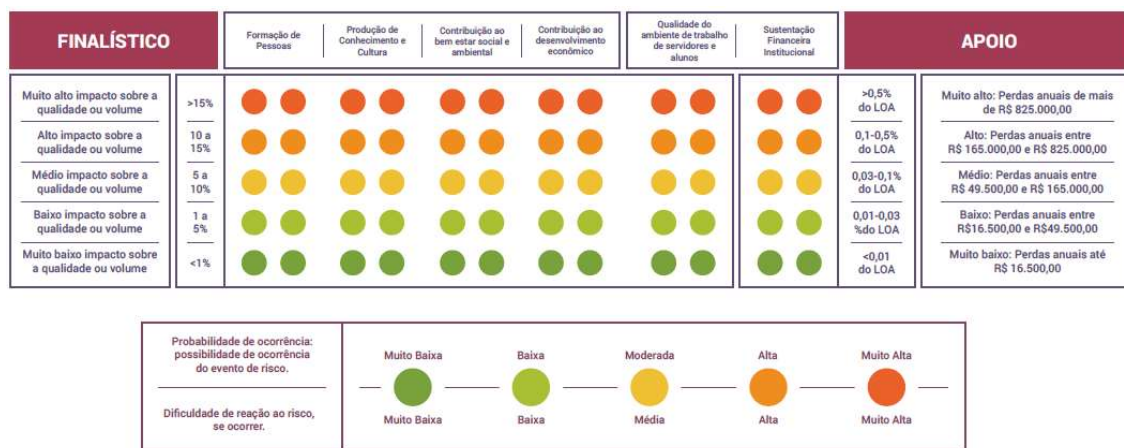 FINALÍSTICO
Formação de
Pessoas
Produção de
Conhecimento e
Cultura
Contribuição ao
bem estar social e
ambiental
Contribuição ao
desenvolvimento
econômico
Qualidade do
ambiente de trabalho
de servidores e
alunos
Sustentação
Financeira
Institucional
APOIO
Muito alto impacto sobre a
qualidade ou volume
>15%
>0,5%
do LOA
Muito alto: Perdas anuais de mais
de R$ 825.000,00
Alto impacto sobre a
qualidade ou volume
10 a
15%
0,1-0,5%
do LOA
Alto: Perdas anuais entre
R$ 165.000,00 e R$ 825.000,00
Médio impacto sobre a
qualidade ou volume
5 a
10%
0,03-0,1%
do LOA
Médio: Perdas anuais entre
R$ 49.500,00 e R$ 165.000,00
Baixo impacto sobre a
qualidade ou volume
1 a
5%
0,01-0,03
%do LOA
Baixo: Perdas anuais entre
R$16.500,00 e R$49.500,00
Muito baixo impacto sobre
a qualidade ou volume
<1%
<0,01
do LOA
Muito baixo: Perdas anuais até
R$ 16.500,00
Probabilidade de ocorrência:
possibilidade de ocorrência
do evento de risco.
Muito Baixa
Baixa
Moderada
Alta
Muito Alta
Dificuldade de reação ao risco,
se ocorrer.
Muito Baixa
Baixa
Média
Alta
Muito Alta